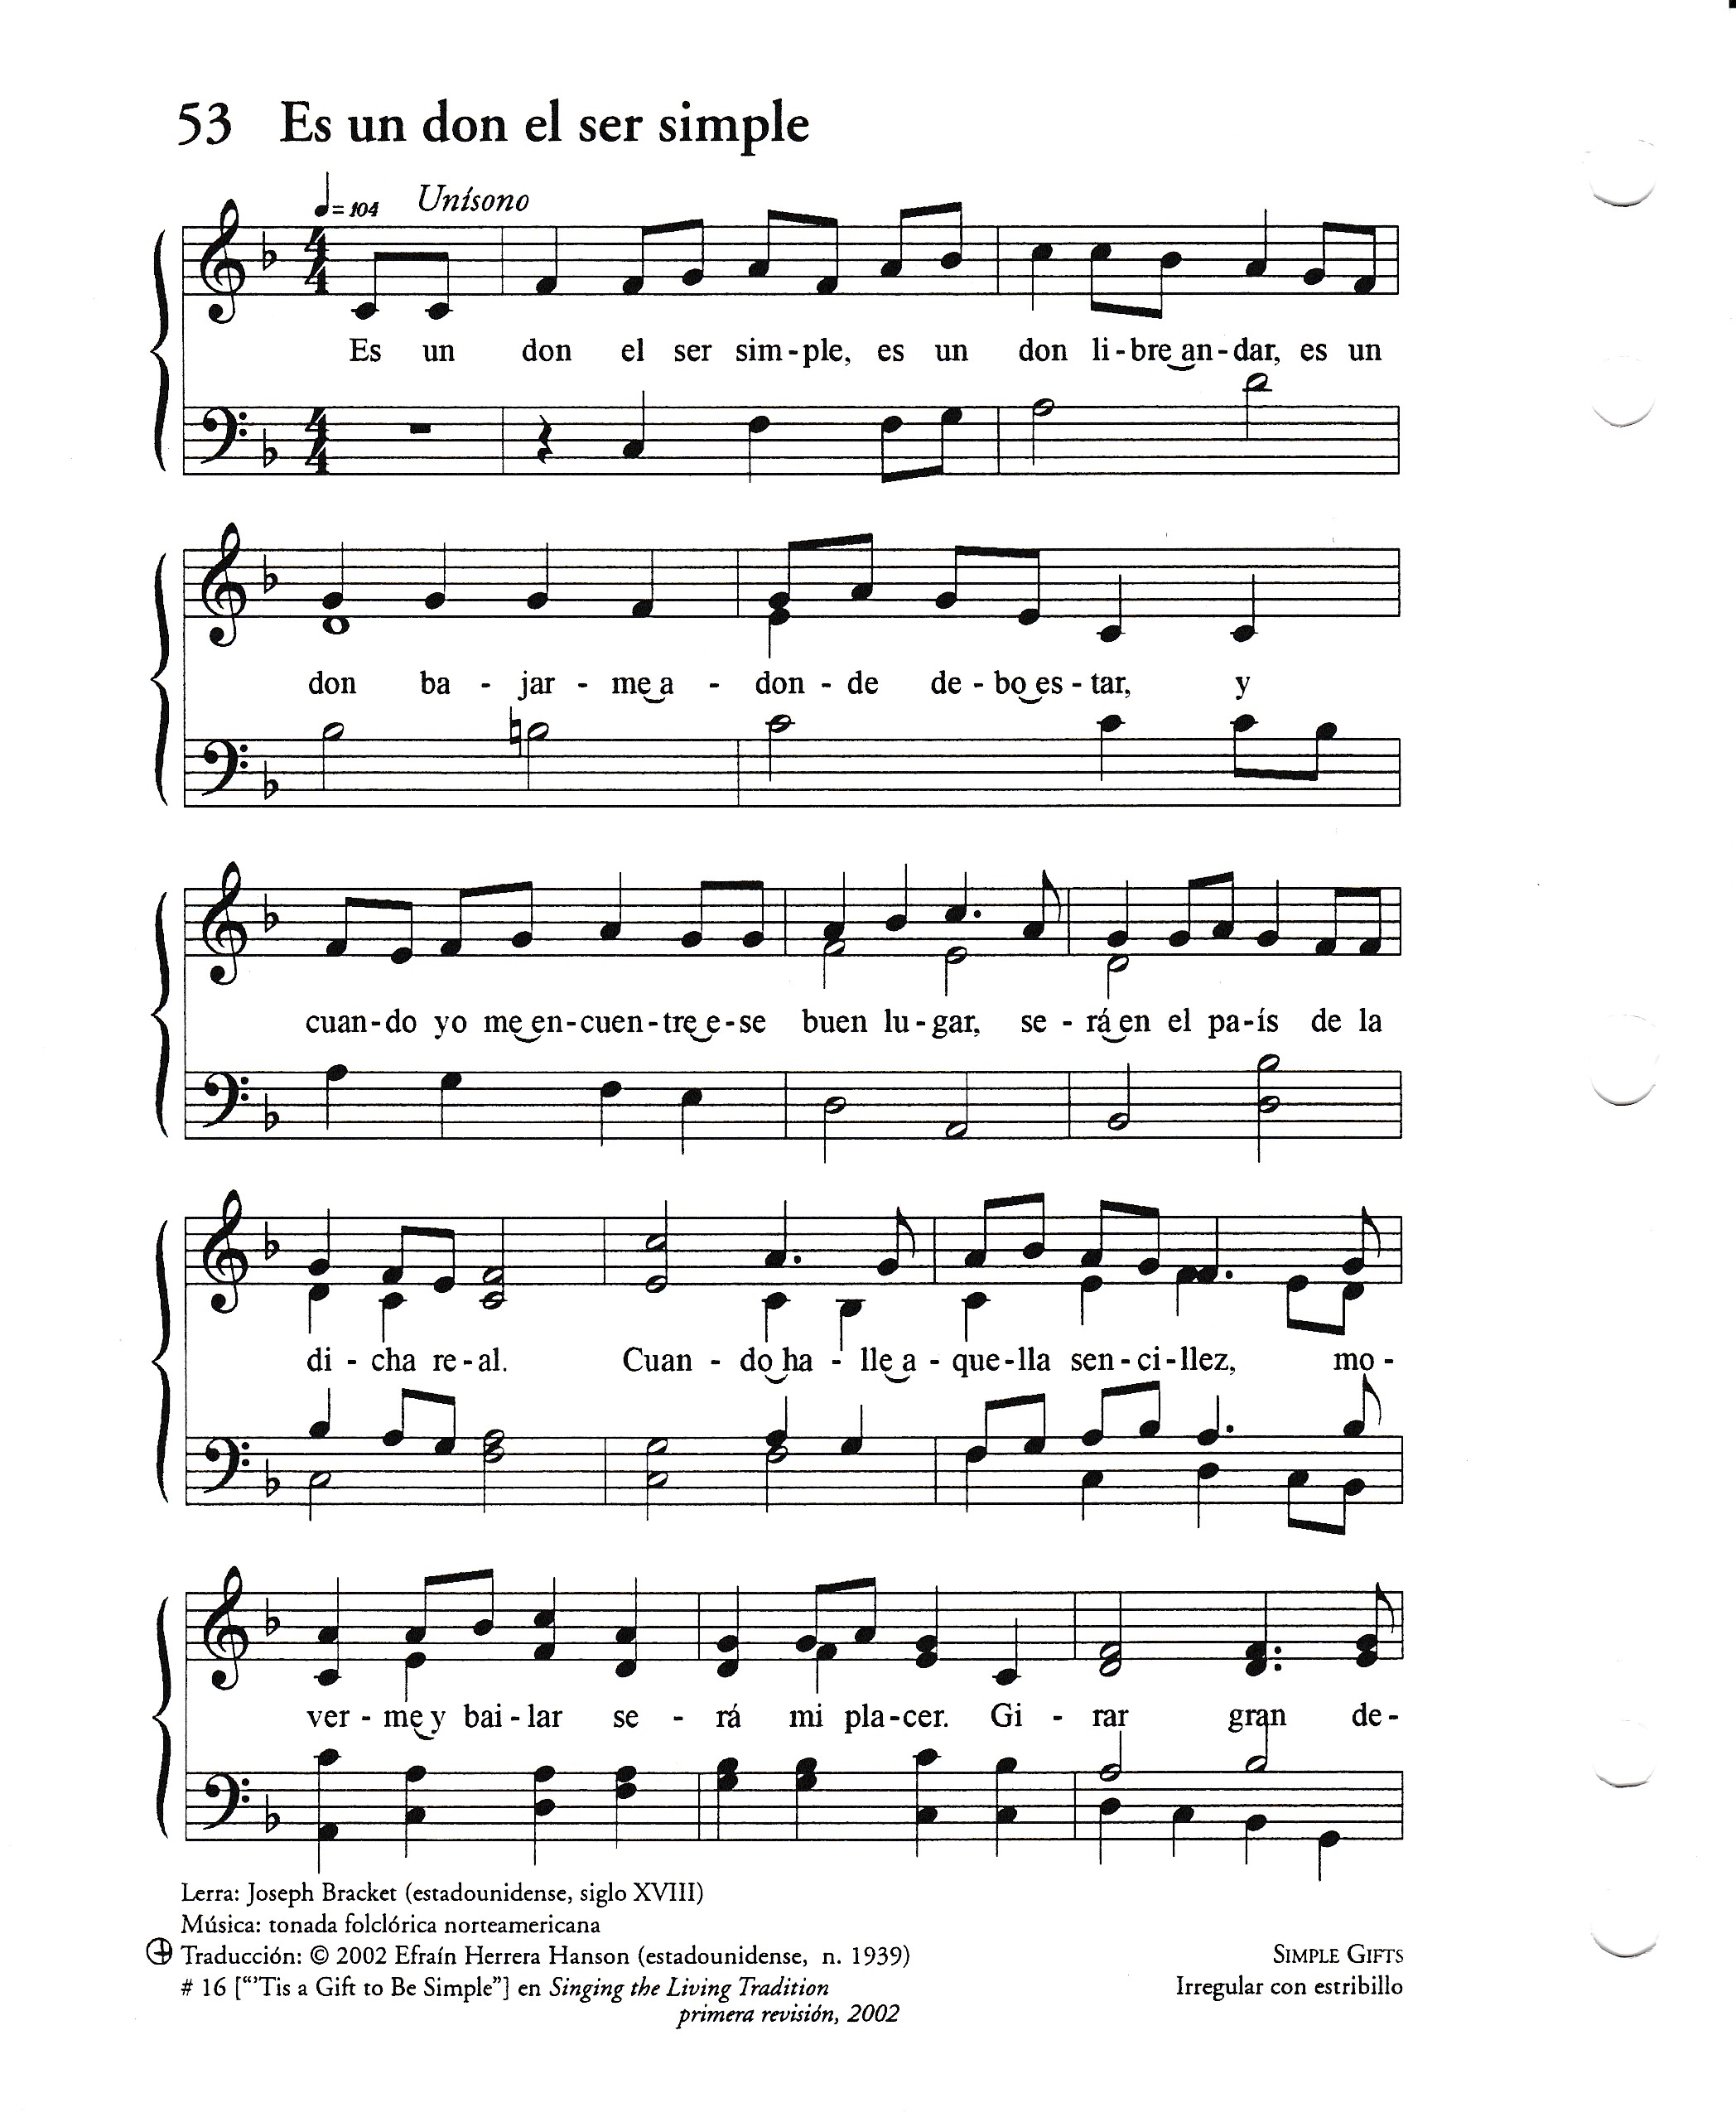 53 Es un don el ser simple
♩= 104 Unísono
Es un don el ser sim-ple, es un don li-bre an-dar, es un
don ba - jar - me a - don - de de - bo es - tar, y
cuan-do yo me en-cuen-tre e-se buen lu-gar, se - rá en el pa-ís de la
di - cha re-al. Cuan - do ha - lle a - que-lla sen-ci-llez, mo-
ver - me y bai-lar se - rá mi pla-cer. Gi - rar gran de-
Lerra: Joseph Bracket (estadounidense, siglo XVIII)
Música: tonada folclórica norteamericana
Traducción: © 2002 Efraín Herrera Hanson (estadounidense, n. 1939)
# 16 [“’Tis a Gift to Be Simple”] en Singing the Living Tradition
primera revisión, 2002
SIMPLE GIFTS
Irregular con estribillo